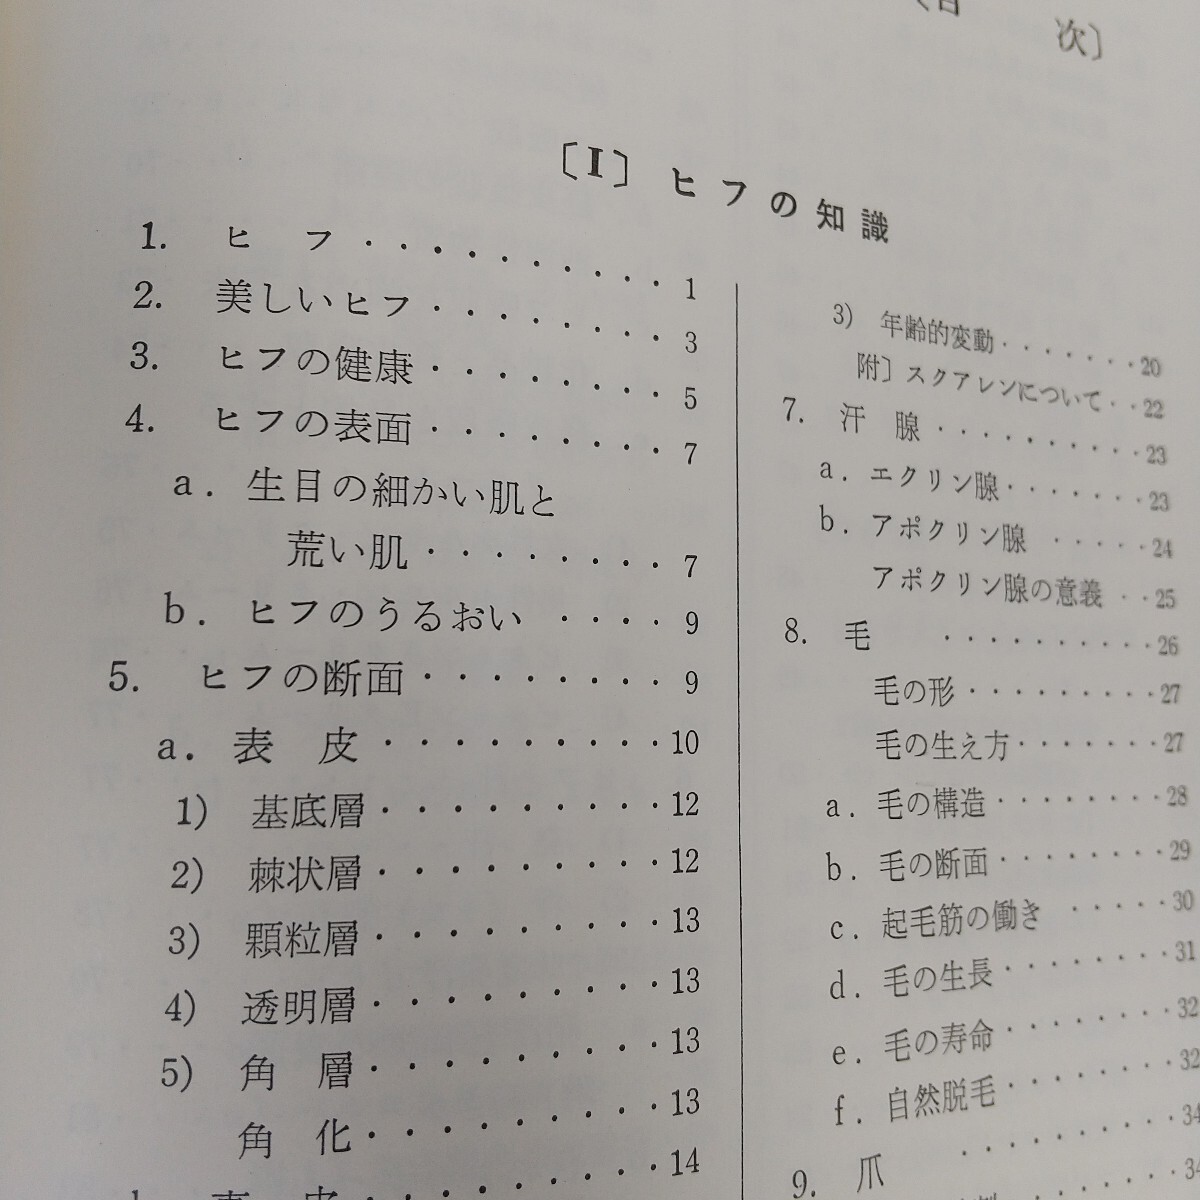 〔目　次〕
〔I〕ヒフの知識
1.　ヒ　フ・・・・・・・・・・1
2.　美しいヒフ・・・・・・・・3
3.　ヒフの健康・・・・・・・・5
4.　ヒフの表面・・・・・・・・7
a.　生目の細かい肌と
荒い肌・・・・・・・・7
b.　ヒフのうるおい・・・・9
5.　ヒフの断面・・・・・・・・9
a.　表　皮・・・・・・・・・10
1)　基底層・・・・・・・・・12
2)　棘状層・・・・・・・・・12
3)　顆粒層・・・・・・・・・13
4)　透明層・・・・・・・・・13
5)　角　層・・・・・・・・・13
角　化・・・・・・・・・13
・・・・・・・・・14
3)　年齢的変動・・・・・・・20
附〕スクアレンについて・・22
7.　汗　腺・・・・・・・・・・23
a.　エクリン腺・・・・・・・23
b.　アポクリン腺・・・・・24
アポクリン腺の意義・・25
8.　毛　・・・・・・・・・・26
毛の形・・・・・・・・・27
毛の生え方・・・・・・・27
a.　毛の構造・・・・・・・・28
b.　毛の断面・・・・・・・・29
c.　起毛筋の働き・・・・・30
d.　毛の生長・・・・・・・・31
e.　毛の寿命・・・・・・・・32
f.　自然脱毛・・・・・・・・32
9.　爪　・・・・・・・・・・34
34